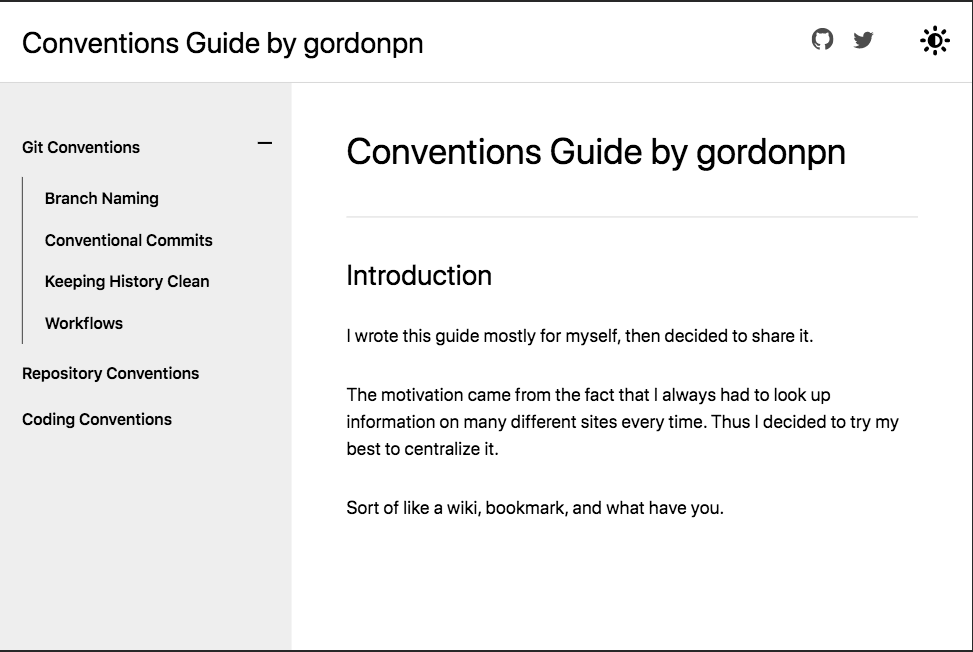 Conventions Guide by gordonpn
Git Conventions
Branch Naming
Conventional Commits
Keeping History Clean
Workflows
Repository Conventions
Coding Conventions
Conventions Guide by gordonpn
Introduction
I wrote this guide mostly for myself, then decided to share it.
The motivation came from the fact that I always had to look up
information on many different sites every time. Thus I decided to try my
best to centralize it.
Sort of like a wiki, bookmark, and what have you.